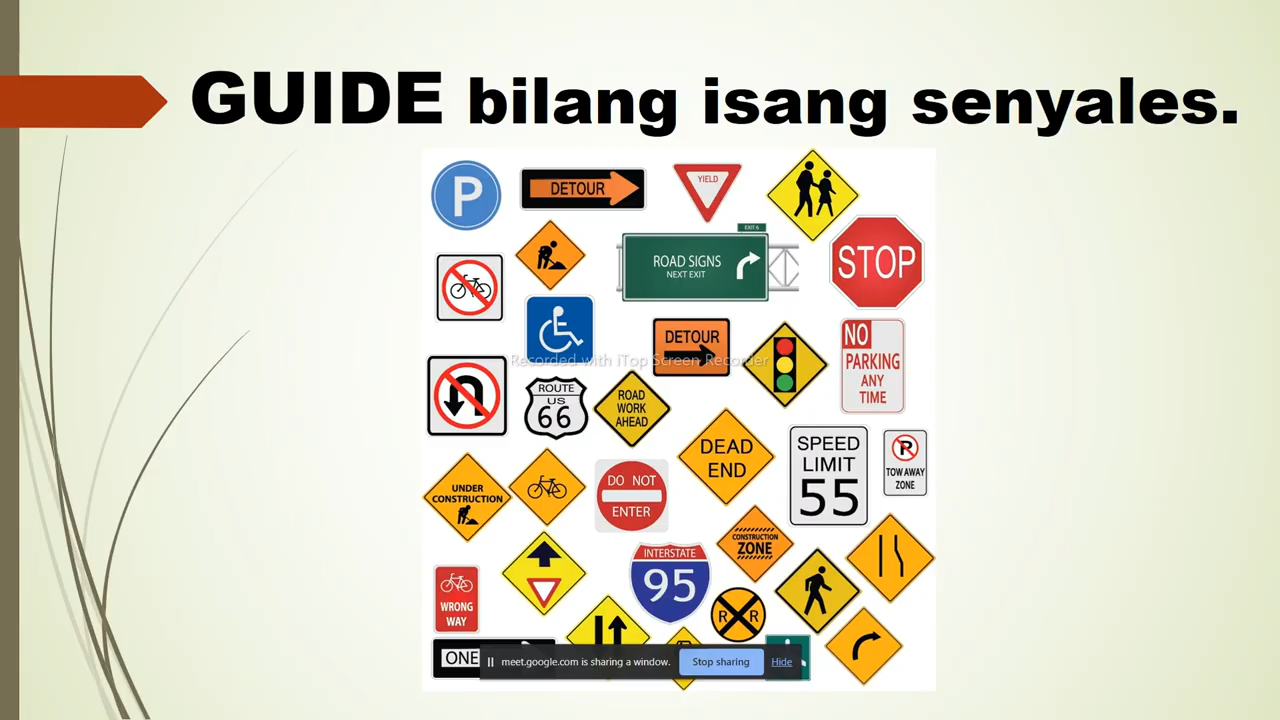 GUIDE bilang isang senyales.
P
DETOUR
YIELD
EXIT 6
ROAD SIGNS
NEXT EXIT
STOP
DETOUR
NO
PARKING
ANY
TIME
Recorded with iTop Screen Recorder
ROUTE
US
66
ROAD
WORK
AHEAD
DEAD
END
SPEED
LIMIT
55
P
TOW AWAY
ZONE
UNDER
CONSTRUCTION
DO NOT
ENTER
CONSTRUCTION
ZONE
INTERSTATE
95
WRONG
WAY
R R
ONE
meet.google.com is sharing a window.
Stop sharing
Hide